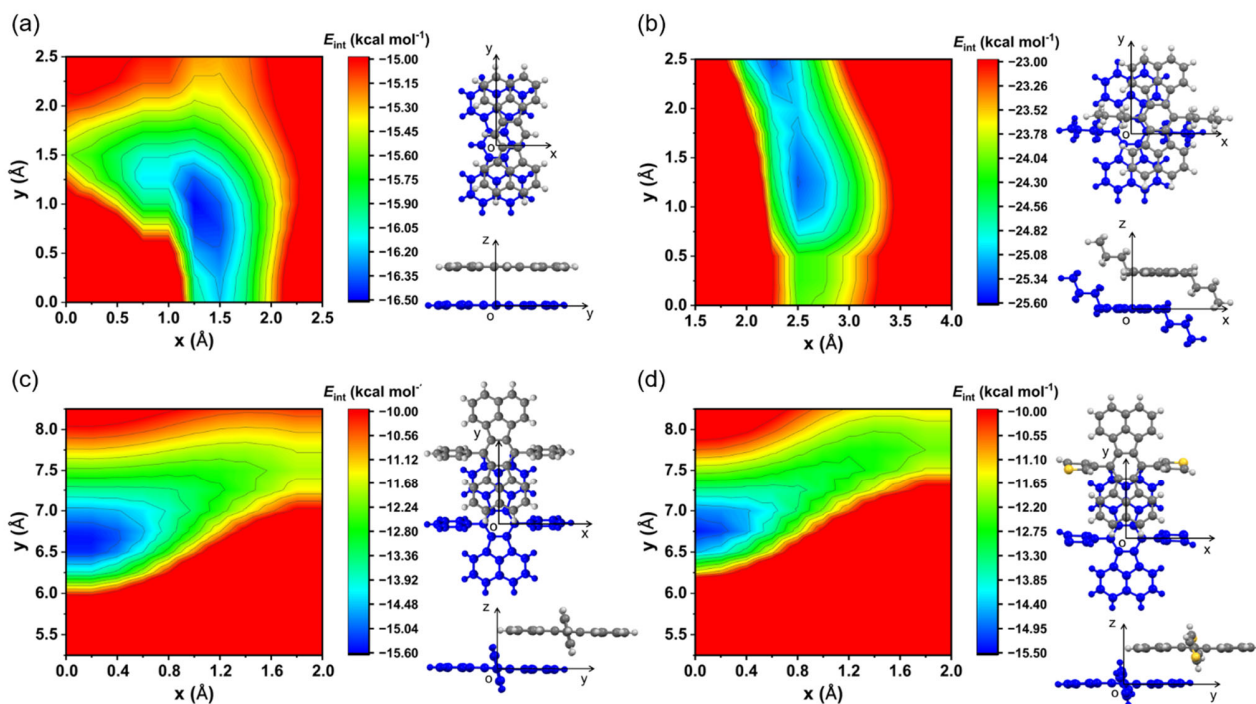 (a)
E_int (kcal mol⁻¹)
2.5
2.0
1.5
1.0
0.5
0.0
y (Å)
0.0 0.4 0.8 1.2 1.5 2.0 2.5
x (Å)
−15.00
−15.30
−15.60
−15.75
−15.90
−16.05
−16.20
−16.35
−16.50
y
o
x
z
o
y
(b)
E_int (kcal mol⁻¹)
2.5
2.0
1.5
1.0
0.5
0.0
y (Å)
1.5 2.0 2.5 3.0 3.5 4.0
x (Å)
−23.00
−23.26
−23.52
−23.78
−24.04
−24.30
−24.56
−24.82
−25.08
−25.34
−25.60
y
o
x
z
o
x
(c)
E_int (kcal mol⁻'
8.0
7.5
7.0
6.5
6.0
5.5
y (Å)
0.0 0.4 0.8 1.2 1.6 2.0
x (Å)
−10.00
−10.56
−11.12
−11.68
−12.24
−12.80
−13.36
−13.92
−14.48
−15.04
−15.60
y
o
x
z
o
y
(d)
E_int (kcal mol⁻¹)
8.0
7.5
7.0
6.5
6.0
5.5
y (Å)
0.0 0.4 0.8 1.2 1.6 2.0
x (Å)
−10.00
−10.55
−11.10
−11.65
−12.20
−12.75
−13.30
−13.85
−14.40
−14.95
−15.50
y
o
x
z
o
y